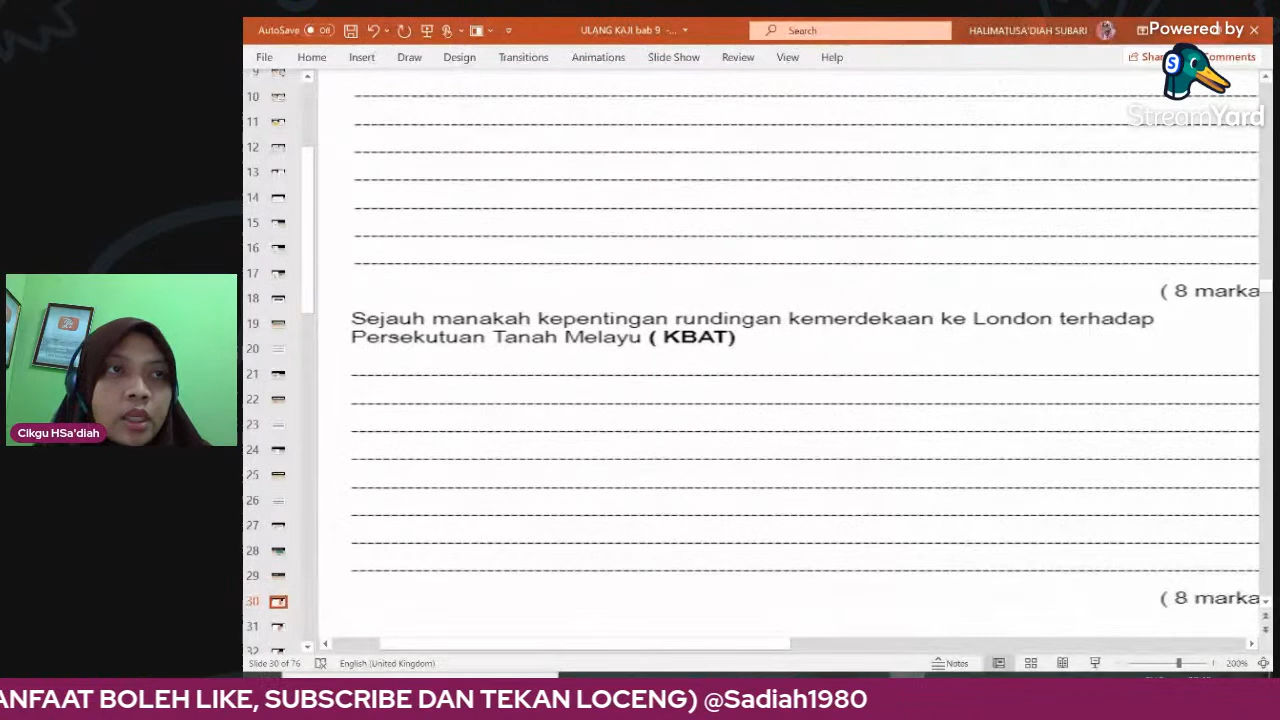 AutoSave
Off
ULANG KAJI bab 9 -...
Search
HALIMATUSA'DIAH SUBARI
Powered by
StreamYard
File
Home
Insert
Draw
Design
Transitions
Animations
Slide Show
Review
View
Help
Comments
9
10
11
12
13
14
15
16
17
18
19
20
21
22
23
24
25
26
27
28
29
30
31
32
( 8 marka
Sejauh manakah kepentingan rundingan kemerdekaan ke London terhadap
Persekutuan Tanah Melayu ( KBAT)
( 8 marka
Cikgu HSa'diah
Slide 30 of 76
English (United Kingdom)
Notes
200%
ANFAAT BOLEH LIKE, SUBSCRIBE DAN TEKAN LOCENG) @Sadiah1980